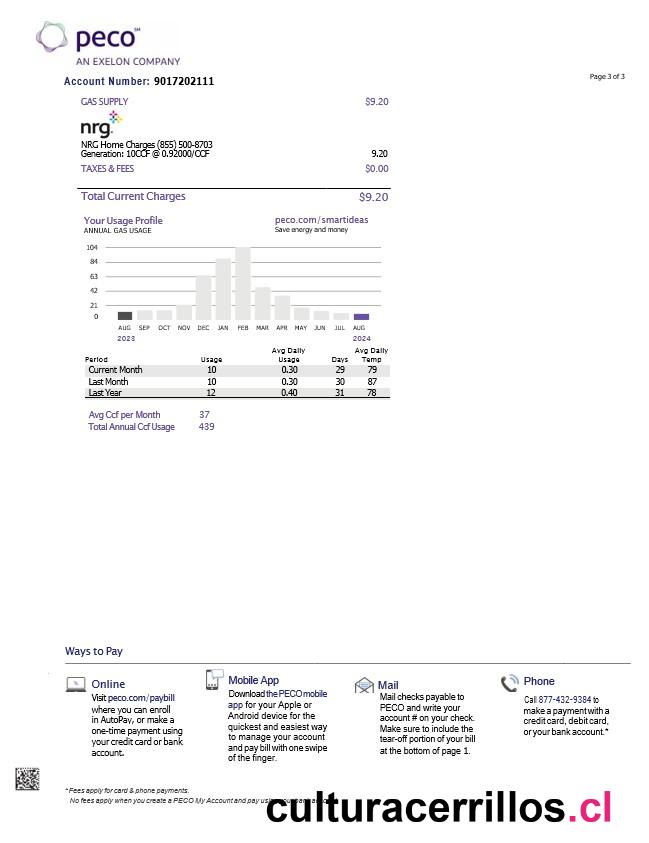 peco℠
AN EXELON COMPANY
Account Number: 9017202111
Page 3 of 3
GAS SUPPLY $9.20
nrg
NRG Home Charges (855) 500-8703
Generation: 10CCF @ 0.92000/CCF 9.20
TAXES & FEES $0.00
Total Current Charges $9.20
Your Usage Profile
ANNUAL GAS USAGE
peco.com/smartideas
Save energy and money
104
84
63
42
21
0
AUG SEP OCT NOV DEC JAN FEB MAR APR MAY JUN JUL AUG
2023 2024
Period Usage Avg Daily Usage Days Avg Daily Temp
Current Month 10 0.30 29 79
Last Month 10 0.30 30 87
Last Year 12 0.40 31 78
Avg Ccf per Month 37
Total Annual Ccf Usage 439
Ways to Pay
Online
Visit peco.com/paybill
where you can enroll
in AutoPay, or make a
one-time payment using
your credit card or bank
account.
Mobile App
Download the PECO mobile
app for your Apple or
Android device for the
quickest and easiest way
to manage your account
and pay bill with one swipe
of the finger.
Mail
Mail checks payable to
PECO and write your
account # on your check.
Make sure to include the
tear-off portion of your bill
at the bottom of page 1.
Phone
Call 877-432-9384 to
make a payment with a
credit card, debit card,
or your bank account.*
*Fees apply for card & phone payments.
No fees apply when you create a PECO My Account and pay
culturacerrillos.cl